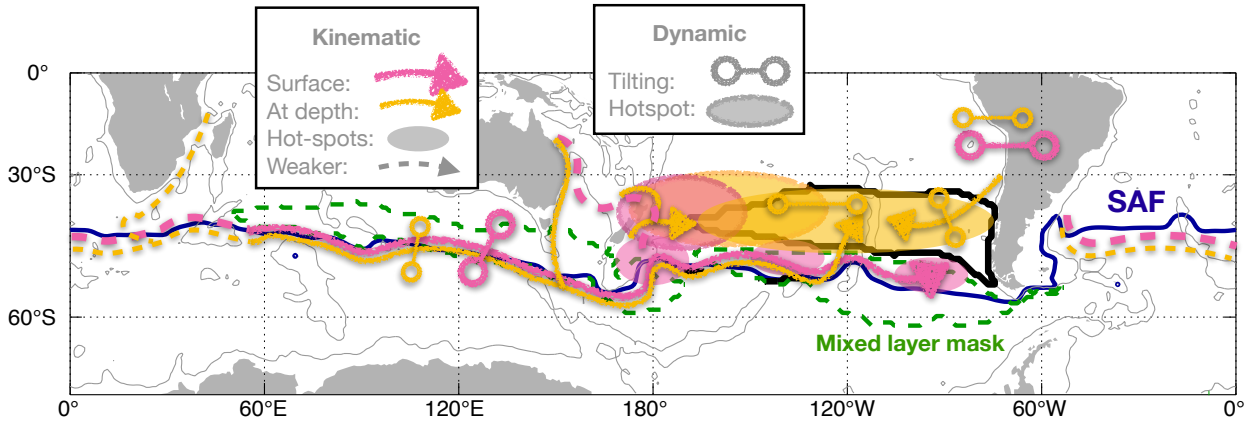 Kinematic
Surface:
At depth:
Hot-spots:
Weaker:
Dynamic
Tilting:
Hotspot:
0°
30°S
60°S
SAF
Mixed layer mask
0°
60°E
120°E
180°
120°W
60°W
0°